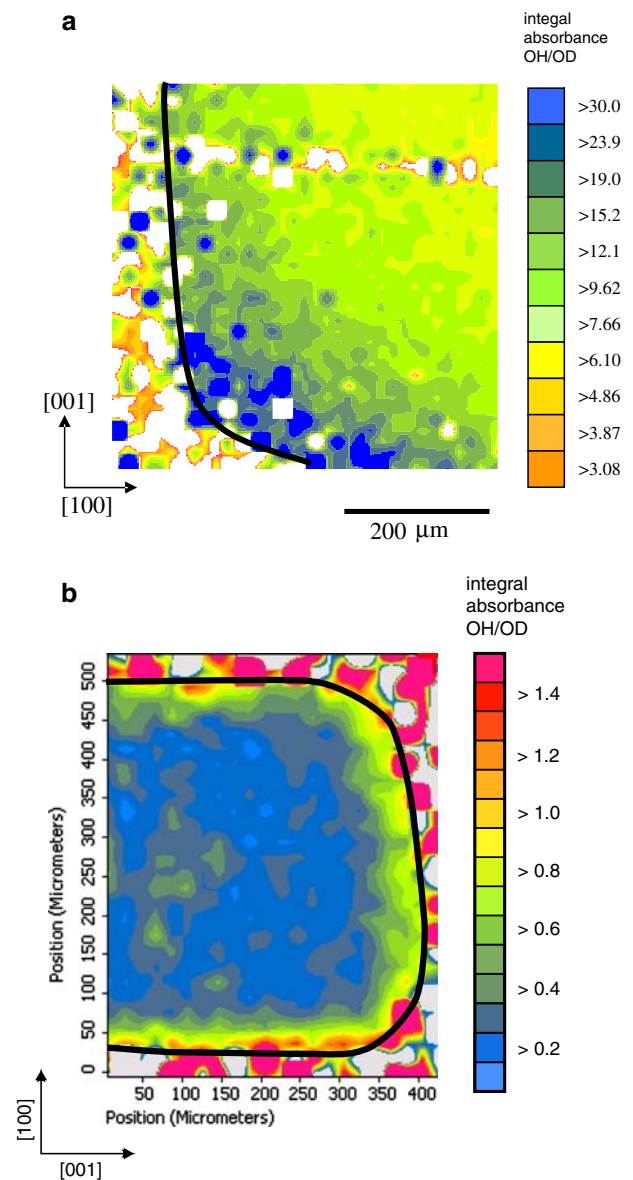 a
integal
absorbance
OH/OD
>30.0
>23.9
>19.0
>15.2
>12.1
>9.62
>7.66
>6.10
>4.86
>3.87
>3.08
[001]
[100]
200 μm
b
integral
absorbance
OH/OD
> 1.4
> 1.2
> 1.0
> 0.8
> 0.6
> 0.4
> 0.2
Position (Micrometers)
500
450
400
350
300
250
200
150
100
50
0
50 100 150 200 250 300 350 400
Position (Micrometers)
[100]
[001]